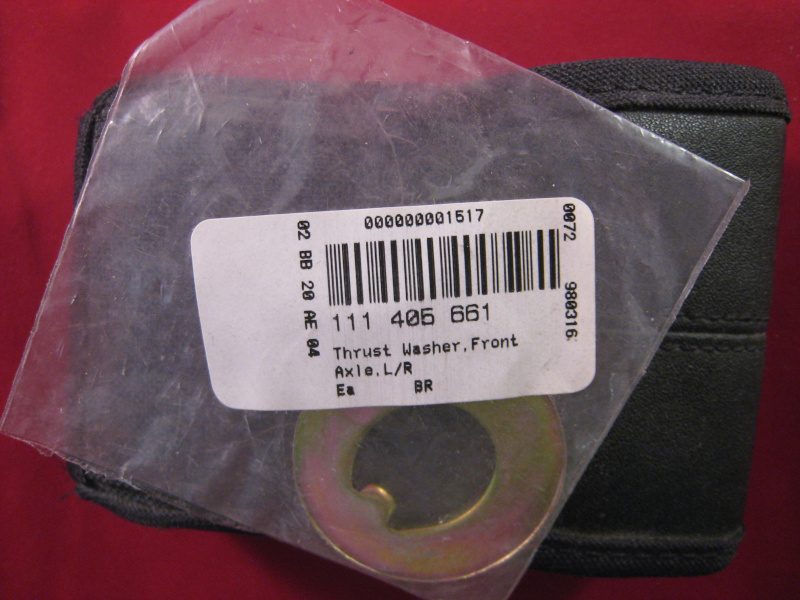 000000001517
0072
02 BB 20 AE 04
980316
111 405 661
Thrust Washer,Front
Axle,L/R
Ea BR